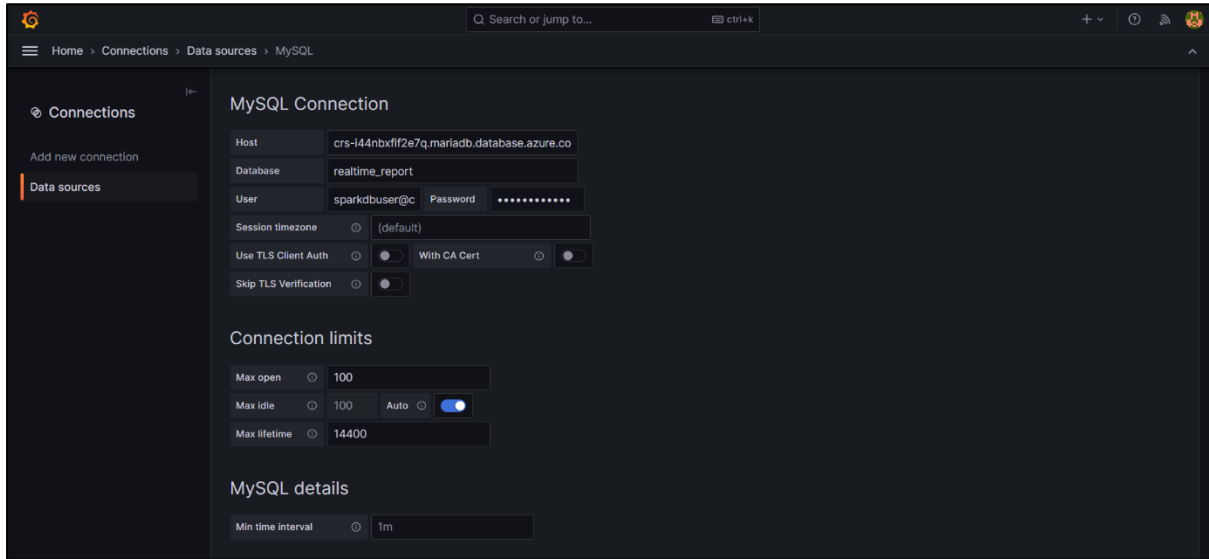 Search or jump to... ctrl+k
Home › Connections › Data sources › MySQL
Connections
Add new connection
Data sources
MySQL Connection
Host crs-i44nbxfif2e7q.mariadb.database.azure.co
Database realtime_report
User sparkdbuser@c Password ••••••••••••
Session timezone (default)
Use TLS Client Auth With CA Cert
Skip TLS Verification
Connection limits
Max open 100
Max idle 100 Auto
Max lifetime 14400
MySQL details
Min time interval 1m